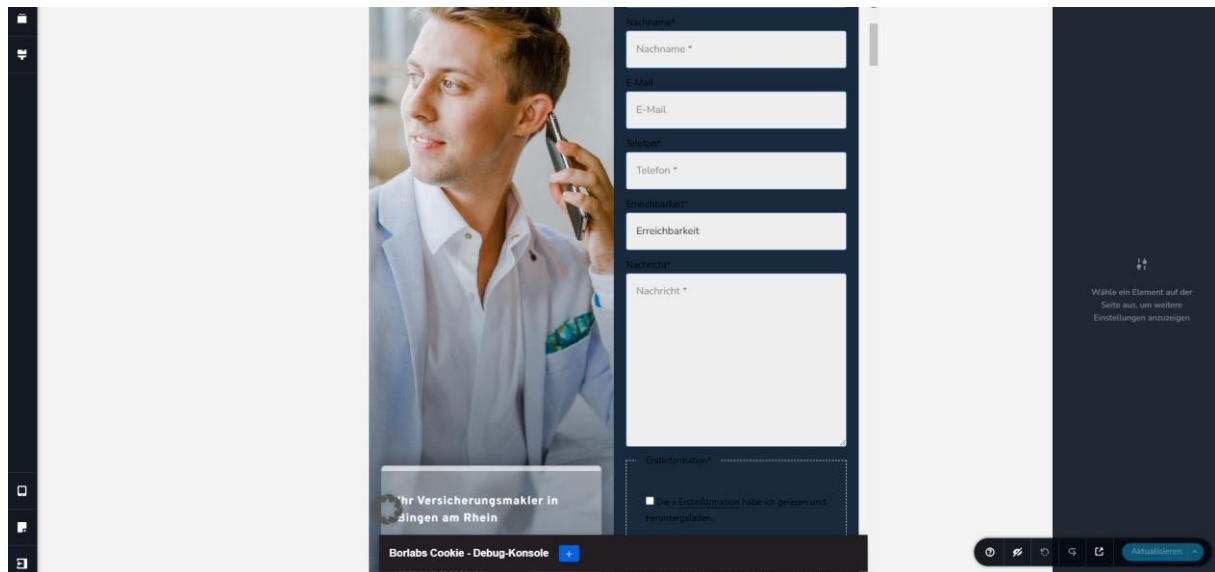 Nachname*
Nachname *
E-Mail
E-Mail
Telefon*
Telefon *
Erreichbarkeit*
Erreichbarkeit
Nachricht*
Nachricht *
Erstinformation*
Die » Erstinformation habe ich gelesen und
heruntergeladen.
Ihr Versicherungsmakler in
Bingen am Rhein
Borlabs Cookie - Debug-Konsole +
Wähle ein Element auf der
Seite aus, um weitere
Einstellungen anzuzeigen
Aktualisieren